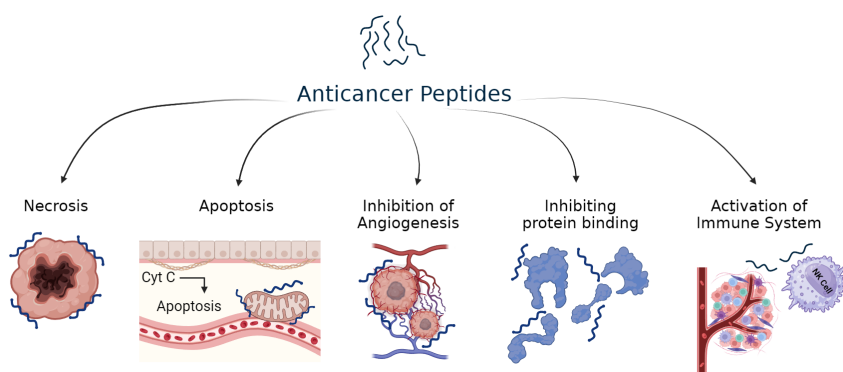 Anticancer Peptides
Necrosis
Apoptosis
Inhibition of
Angiogenesis
Inhibiting
protein binding
Activation of
Immune System
Cyt C
Apoptosis
NK Cell